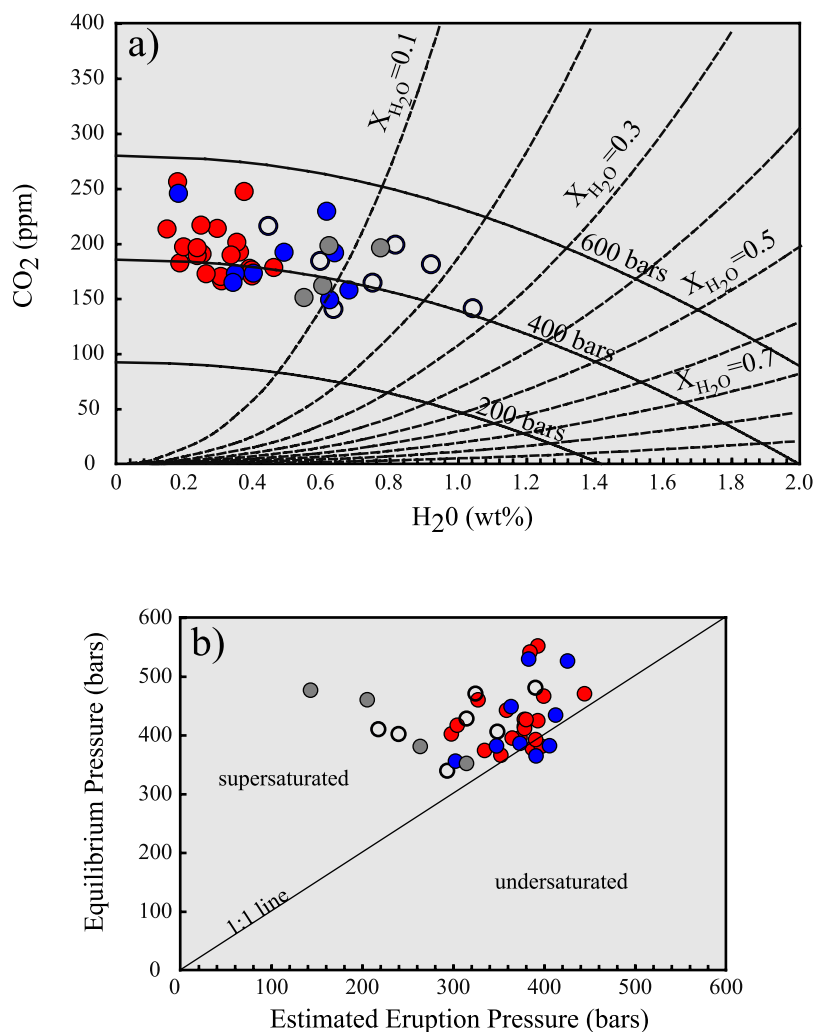 a)
CO2 (ppm)
400
350
300
250
200
150
100
50
0
XH2O=0.1
XH2O=0.3
XH2O=0.5
XH2O=0.7
600 bars
400 bars
200 bars
0 0.2 0.4 0.6 0.8 1.0 1.2 1.4 1.6 1.8 2.0
H20 (wt%)
b)
Equilibrium Pressure (bars)
600
500
400
300
200
100
0
supersaturated
undersaturated
1:1 line
0 100 200 300 400 500 600
Estimated Eruption Pressure (bars)